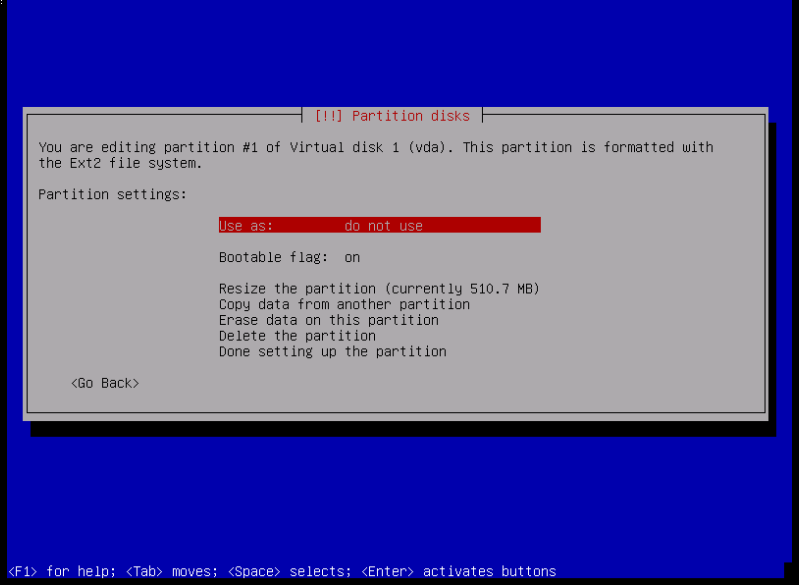 [!!] Partition disks
You are editing partition #1 of Virtual disk 1 (vda). This partition is formatted with
the Ext2 file system.
Partition settings:
Use as: do not use
Bootable flag: on
Resize the partition (currently 510.7 MB)
Copy data from another partition
Erase data on this partition
Delete the partition
Done setting up the partition
<Go Back>
<F1> for help; <Tab> moves; <Space> selects; <Enter> activates buttons